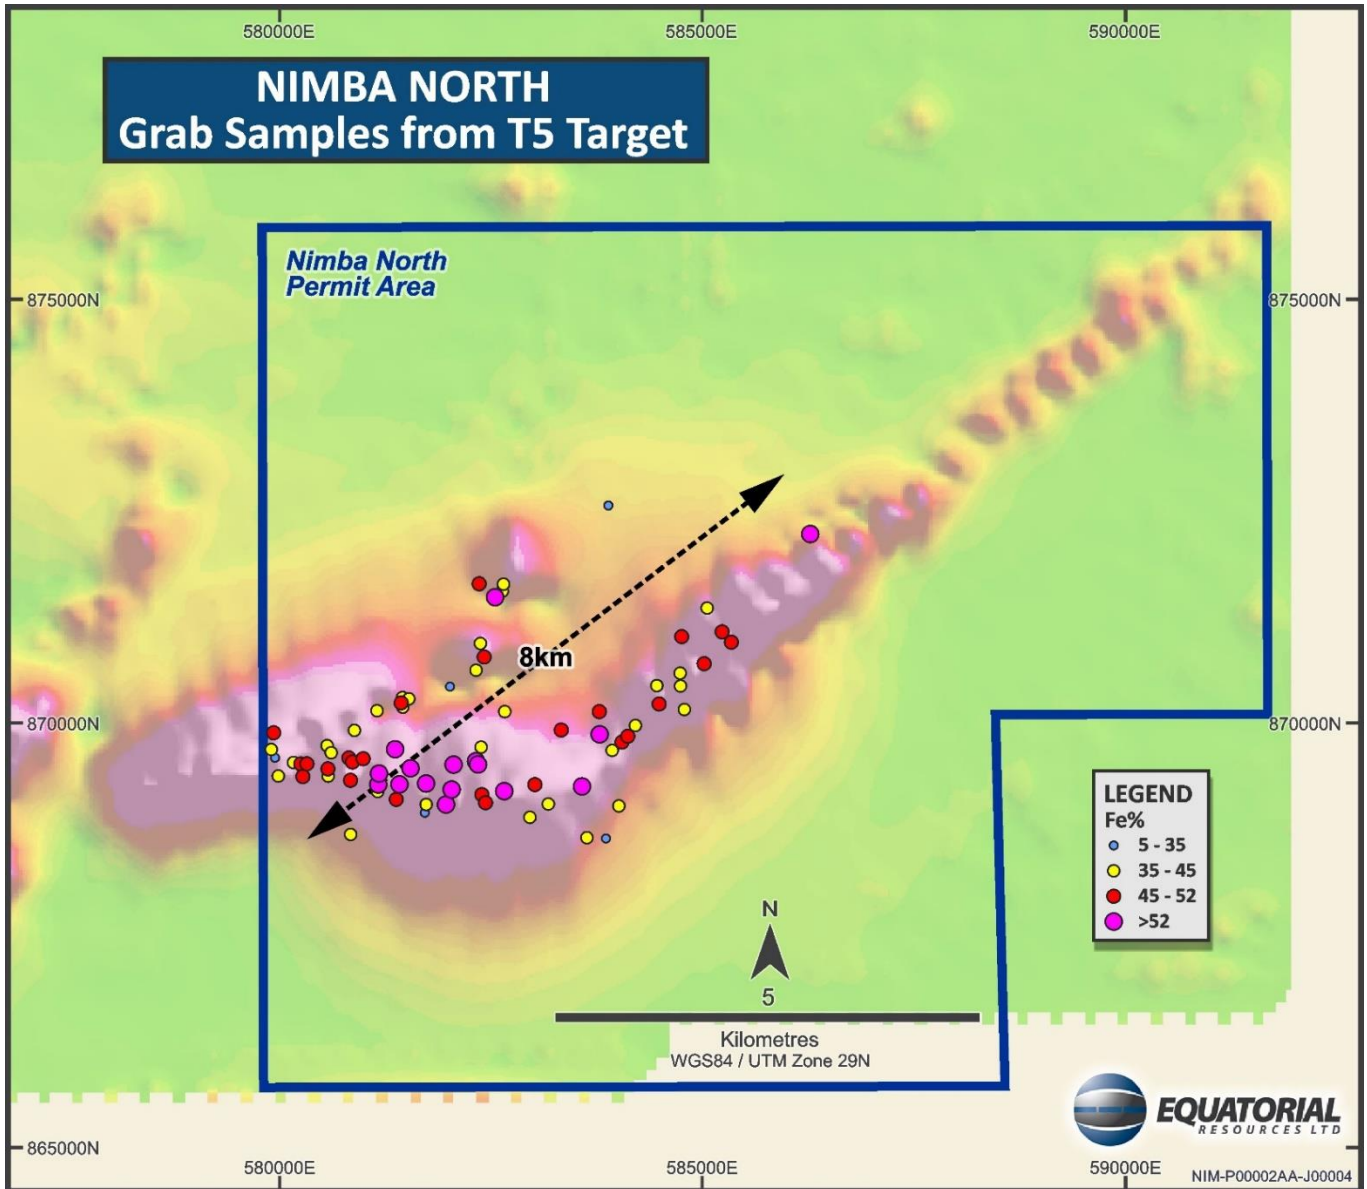 580000E
585000E
590000E
NIMBA NORTH
Grab Samples from T5 Target
Nimba North
Permit Area
875000N
875000N
8km
870000N
870000N
LEGEND
Fe%
5 - 35
35 - 45
45 - 52
>52
N
5
Kilometres
WGS84 / UTM Zone 29N
EQUATORIAL
RESOURCES LTD
865000N
580000E
585000E
590000E
NIM-P00002AA-J00004